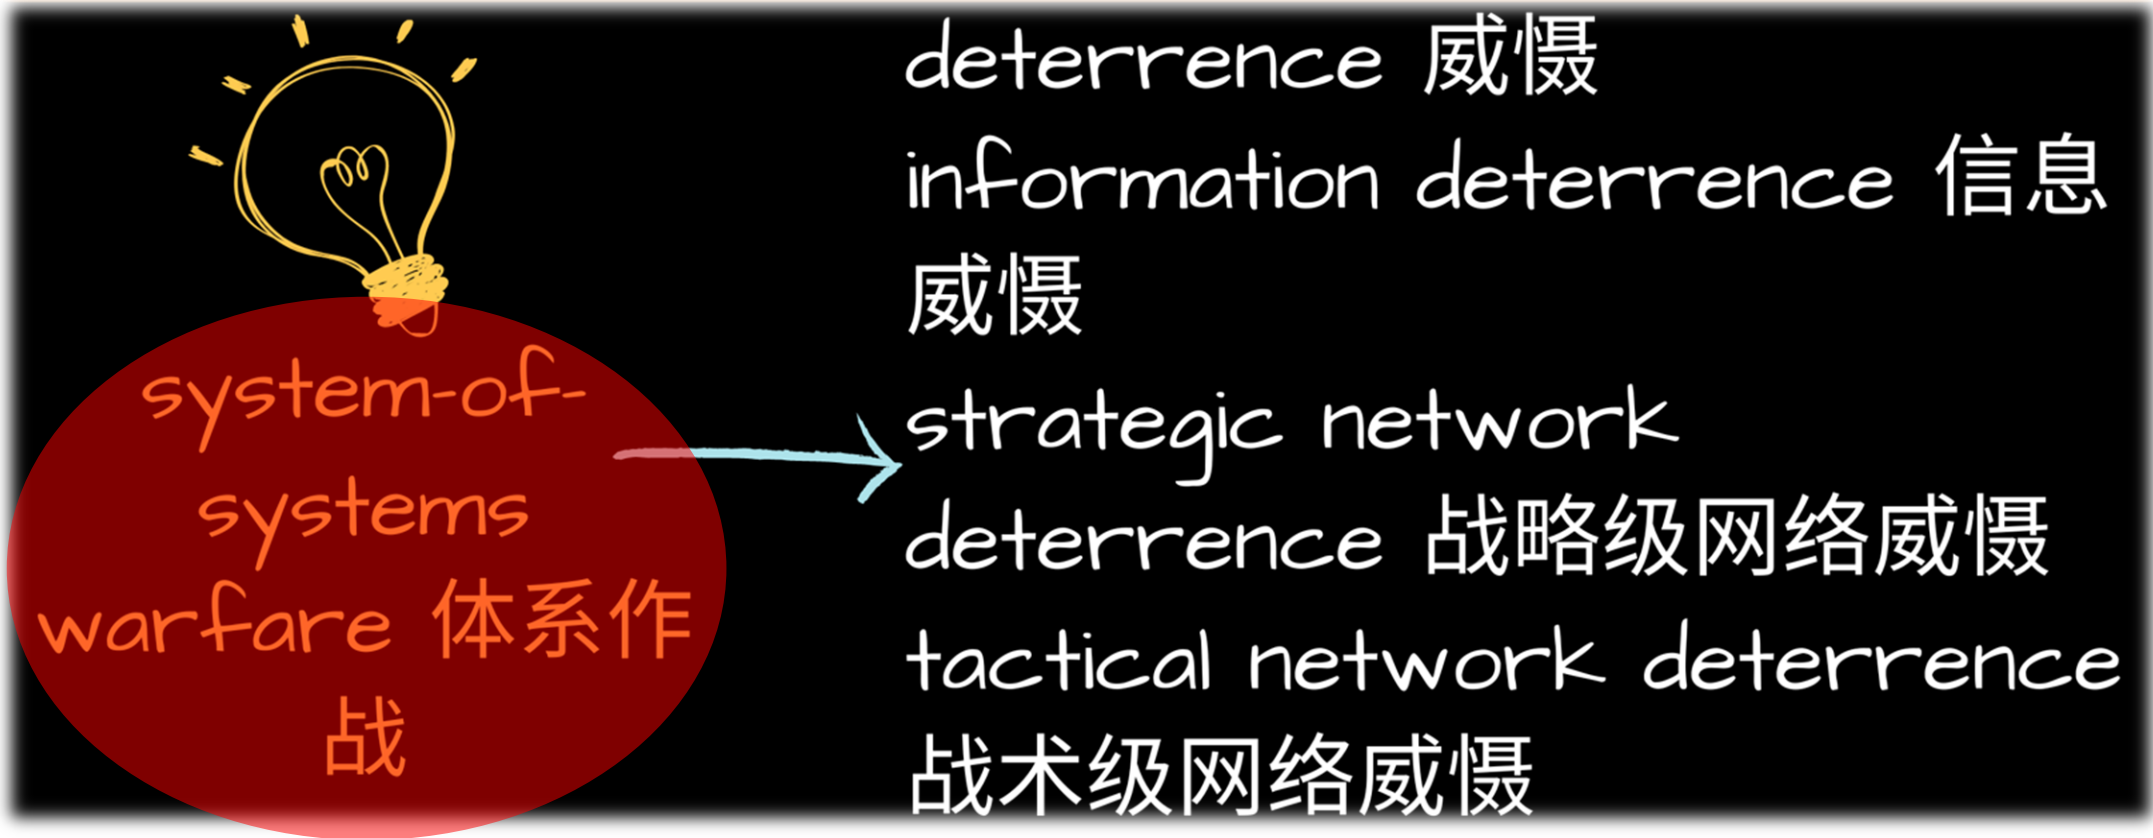 system-of-
systems
warfare 体系作
战
deterrence 威慑
information deterrence 信息
威慑
strategic network
deterrence 战略级网络威慑
tactical network deterrence
战术级网络威慑